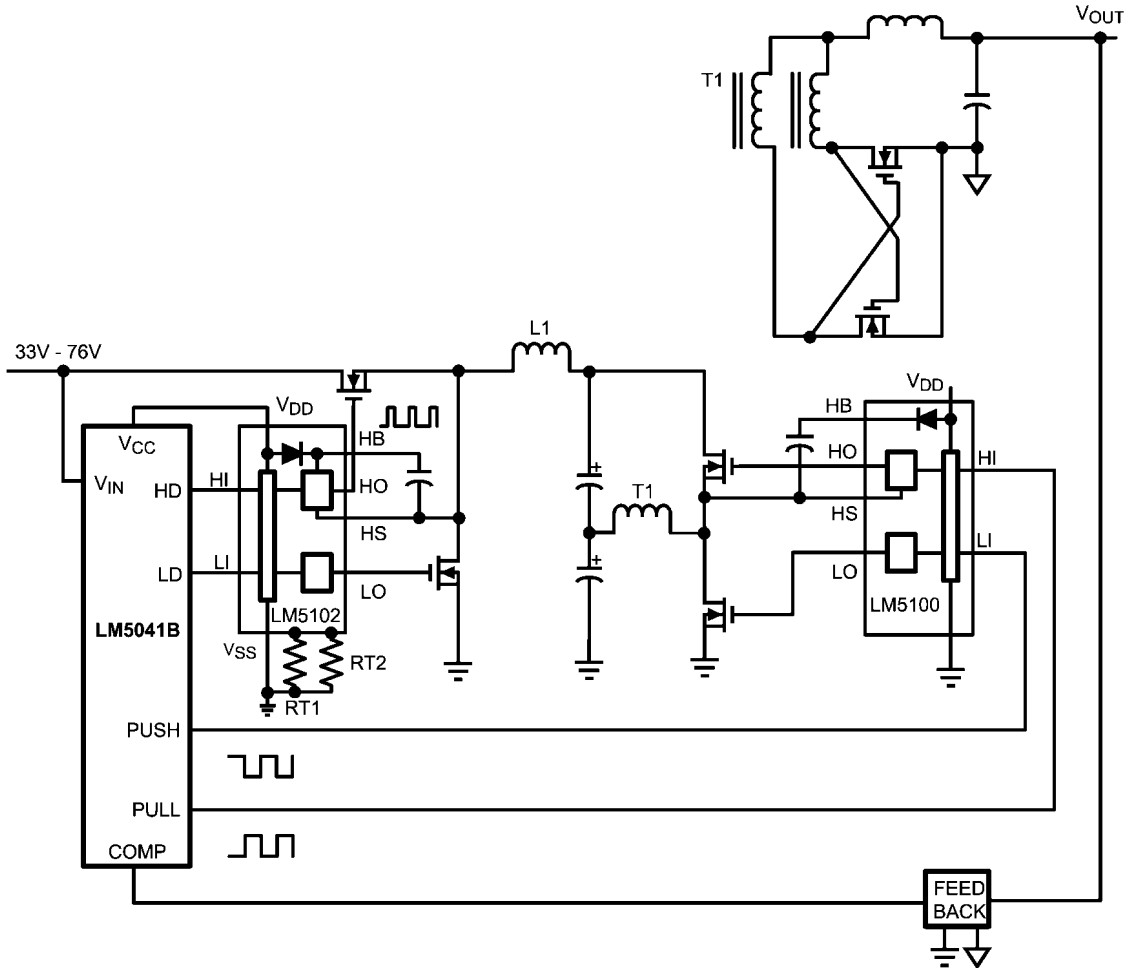 VOUT
T1
L1
33V - 76V
VDD
VDD
HB
HB
VCC
HO
HI
VIN
HD
HI
HO
T1
HS
HS
LI
LD
LI
LO
LO
LM5100
LM5102
LM5041B
VSS
RT2
RT1
PUSH
PULL
COMP
FEED
BACK
+
+